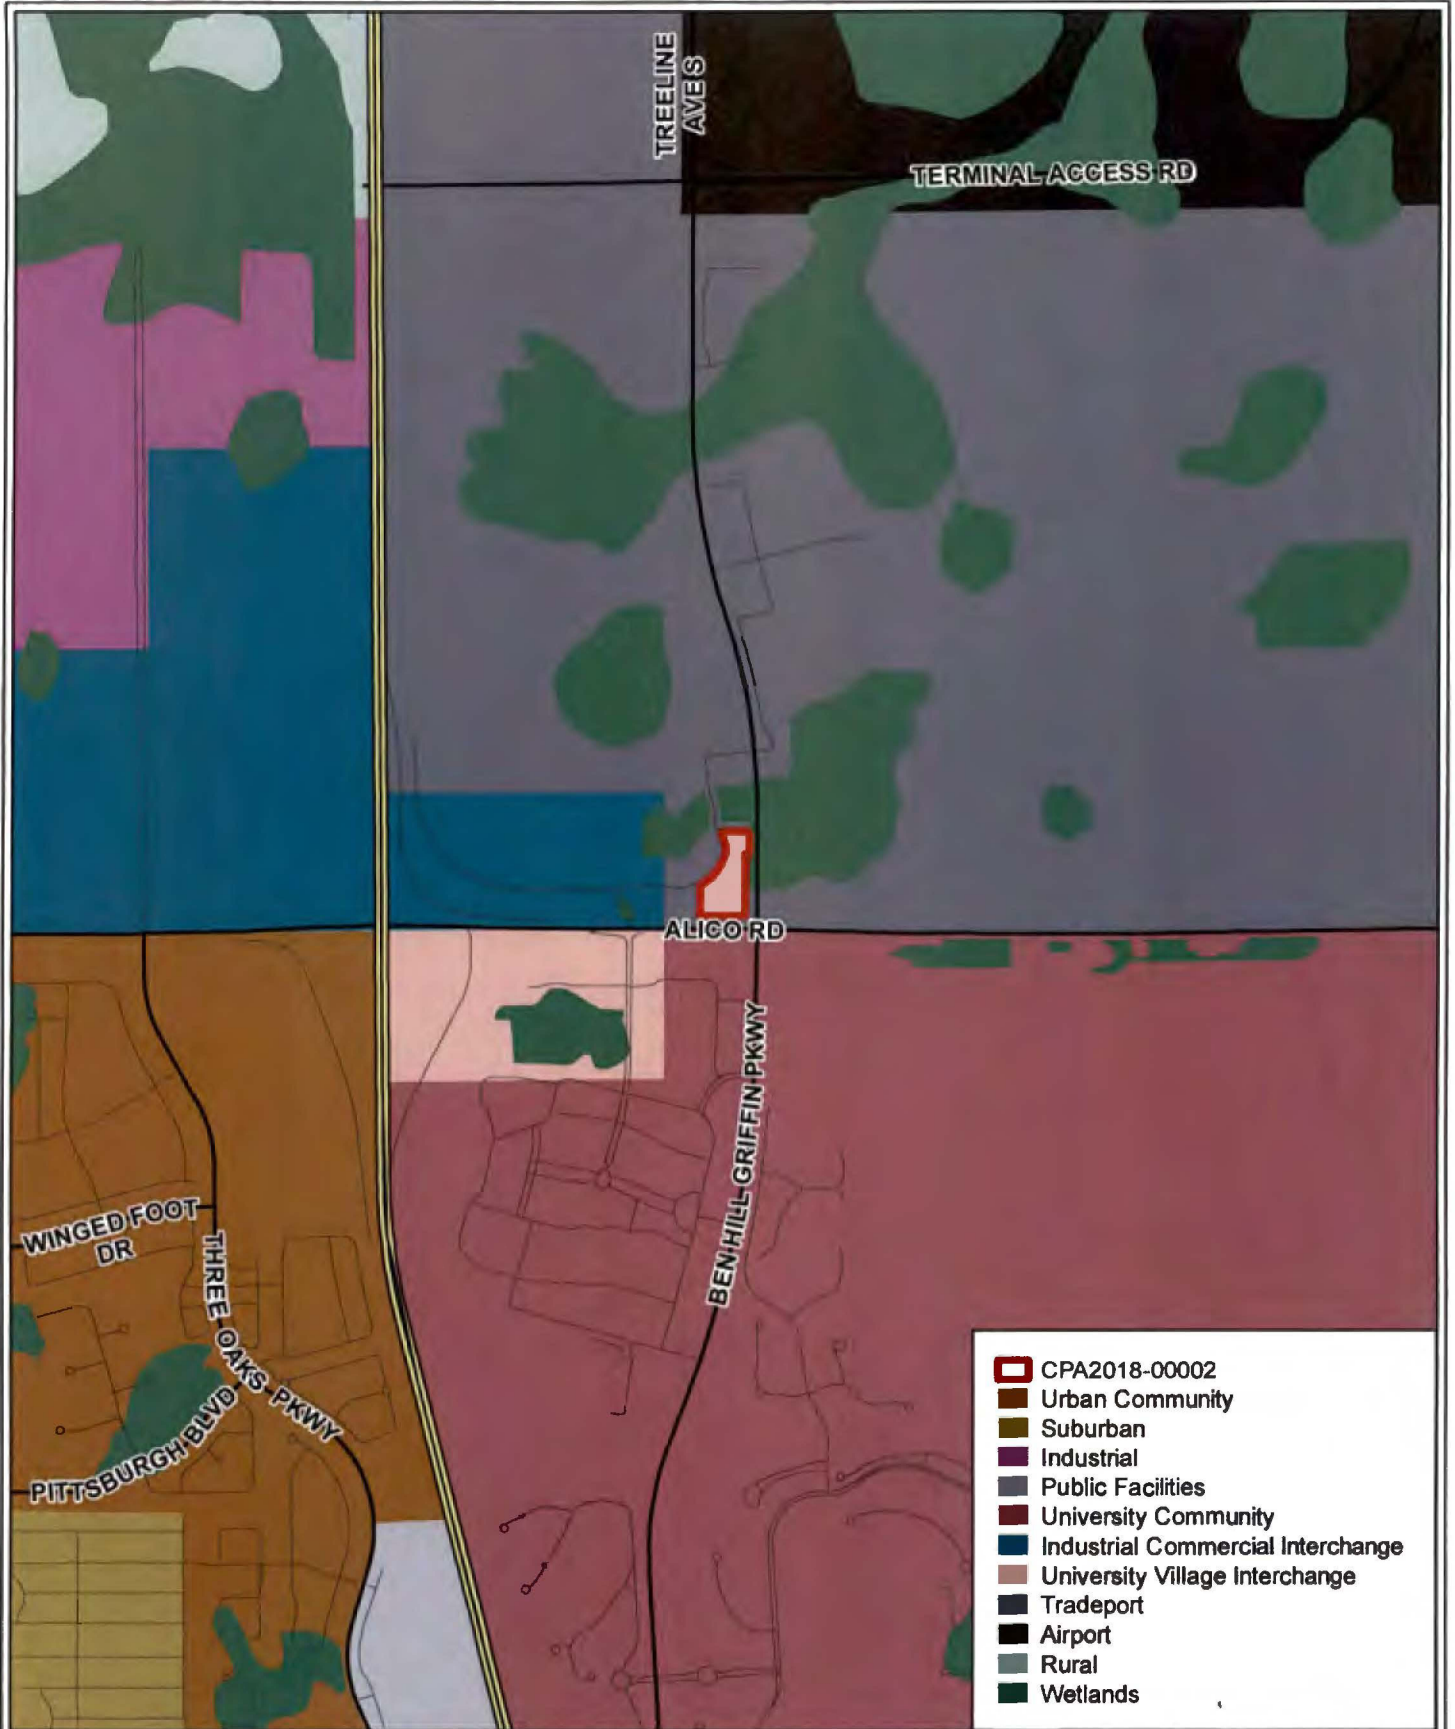 TREELINE
AVE S
TERMINAL ACCESS RD
ALICO RD
BEN HILL GRIFFIN PKWY
WINGED FOOT
DR
THREE OAKS PKWY
PITTSBURGH BLVD
CPA2018-00002
Urban Community
Suburban
Industrial
Public Facilities
University Community
Industrial Commercial Interchange
University Village Interchange
Tradeport
Airport
Rural
Wetlands